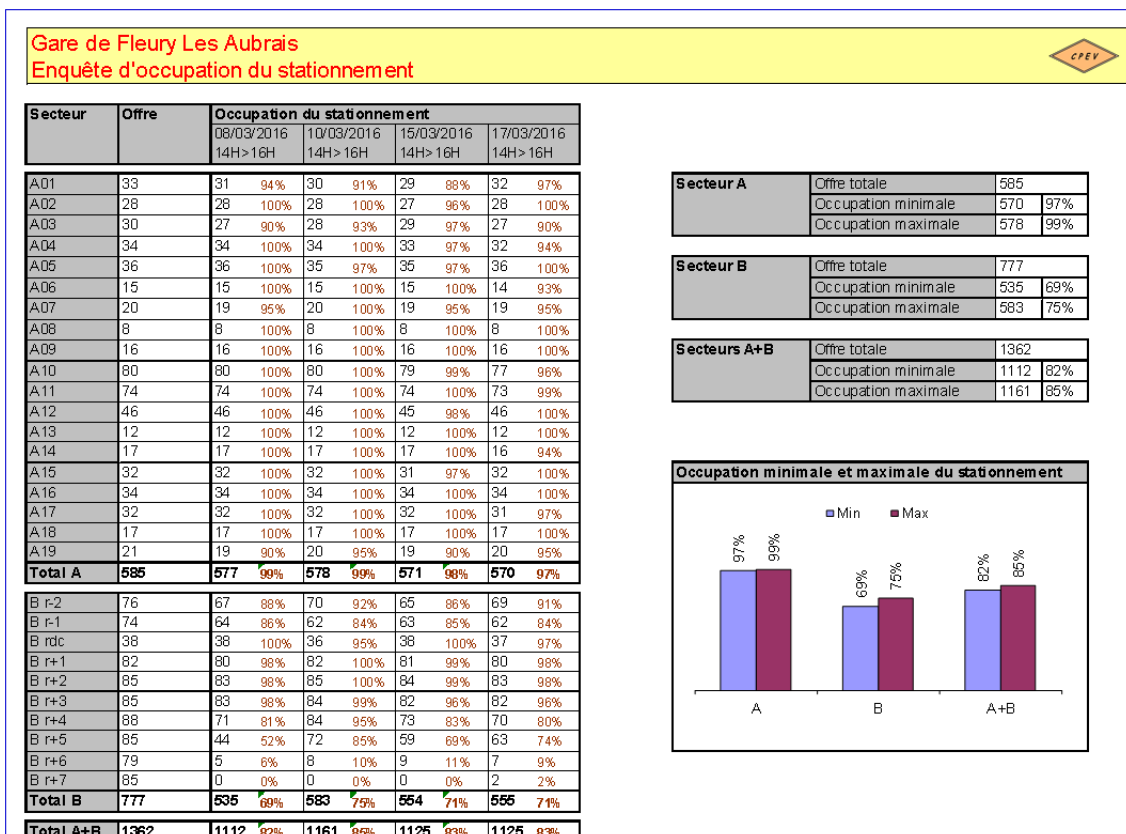 Gare de Fleury Les Aubrais
Enquête d'occupation du stationnement
CPEV
Secteur Offre Occupation du stationnement
08/03/2016 10/03/2016 15/03/2016 17/03/2016
14H>16H 14H>16H 14H>16H 14H>16H
A01 33 31 94% 30 91% 29 88% 32 97%
A02 28 28 100% 28 100% 27 96% 28 100%
A03 30 27 90% 28 93% 29 97% 27 90%
A04 34 34 100% 34 100% 33 97% 32 94%
A05 36 36 100% 35 97% 35 97% 36 100%
A06 15 15 100% 15 100% 15 100% 14 93%
A07 20 19 95% 20 100% 19 95% 19 95%
A08 8 8 100% 8 100% 8 100% 8 100%
A09 16 16 100% 16 100% 16 100% 16 100%
A10 80 80 100% 80 100% 79 99% 77 96%
A11 74 74 100% 74 100% 74 100% 73 99%
A12 46 46 100% 46 100% 45 98% 46 100%
A13 12 12 100% 12 100% 12 100% 12 100%
A14 17 17 100% 17 100% 17 100% 16 94%
A15 32 32 100% 32 100% 31 97% 32 100%
A16 34 34 100% 34 100% 34 100% 34 100%
A17 32 32 100% 32 100% 32 100% 31 97%
A18 17 17 100% 17 100% 17 100% 17 100%
A19 21 19 90% 20 95% 19 90% 20 95%
Total A 585 577 99% 578 99% 571 98% 570 97%
B r-2 76 67 88% 70 92% 65 86% 69 91%
B r-1 74 64 86% 62 84% 63 85% 62 84%
B rdc 38 38 100% 36 95% 38 100% 37 97%
B r+1 82 80 98% 82 100% 81 99% 80 98%
B r+2 85 83 98% 85 100% 84 99% 83 98%
B r+3 85 83 98% 84 99% 82 96% 82 96%
B r+4 88 71 81% 84 95% 73 83% 70 80%
B r+5 85 44 52% 72 85% 59 69% 63 74%
B r+6 79 5 6% 8 10% 9 11% 7 9%
B r+7 85 0 0% 0 0% 0 0% 2 2%
Total B 777 535 69% 583 75% 554 71% 555 71%
Total A+B 1362 1112 82% 1161 85% 1125 83% 1125 83%
Secteur A Offre totale 585
Occupation minimale 570 97%
Occupation maximale 578 99%
Secteur B Offre totale 777
Occupation minimale 535 69%
Occupation maximale 583 75%
Secteurs A+B Offre totale 1362
Occupation minimale 1112 82%
Occupation maximale 1161 85%
Occupation minimale et maximale du stationnement
Min Max
97% 99% 69% 75% 82% 85%
A B A+B